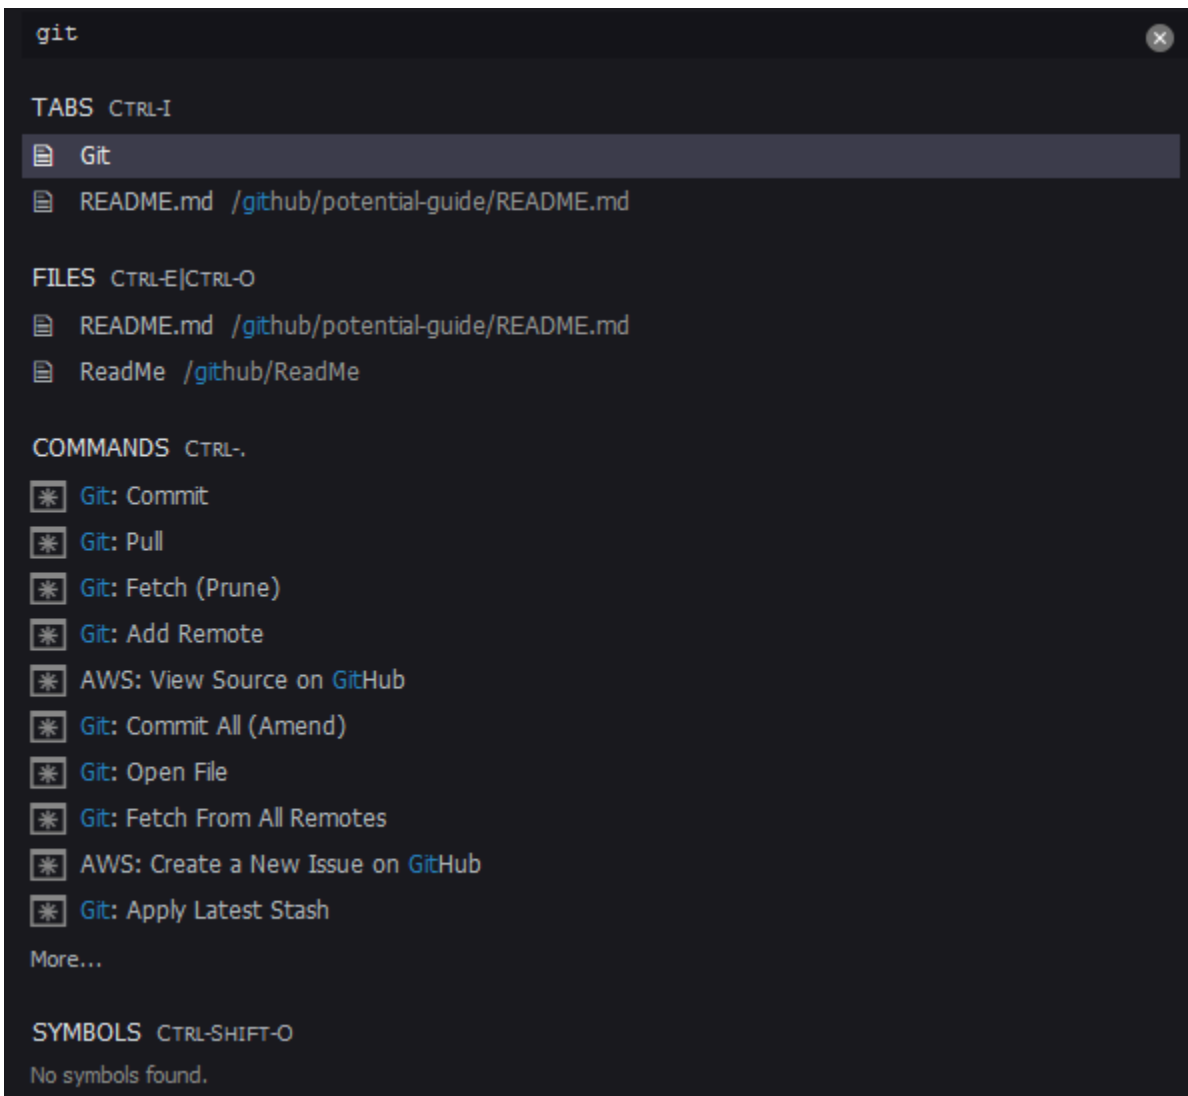 git
TABS CTRL-I
Git
README.md /github/potential-guide/README.md
FILES CTRL-E|CTRL-O
README.md /github/potential-guide/README.md
ReadMe /github/ReadMe
COMMANDS CTRL-.
Git: Commit
Git: Pull
Git: Fetch (Prune)
Git: Add Remote
AWS: View Source on GitHub
Git: Commit All (Amend)
Git: Open File
Git: Fetch From All Remotes
AWS: Create a New Issue on GitHub
Git: Apply Latest Stash
More...
SYMBOLS CTRL-SHIFT-O
No symbols found.